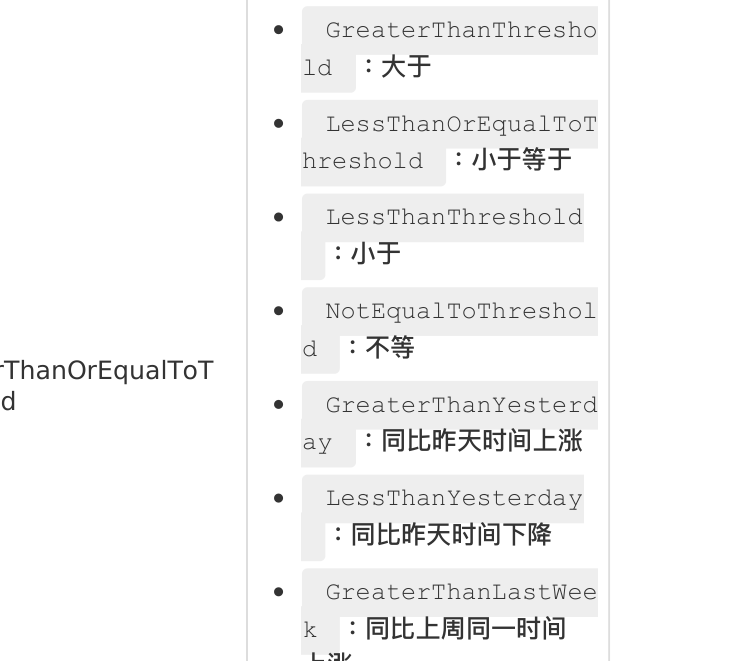 rThanOrEqualToT
d
GreaterThanThresho
ld ：大于
LessThanOrEqualToT
hreshold ：小于等于
LessThanThreshold
：小于
NotEqualToThreshol
d ：不等
GreaterThanYesterd
ay ：同比昨天时间上涨
LessThanYesterday
：同比昨天时间下降
GreaterThanLastWee
k ：同比上周同一时间
上涨